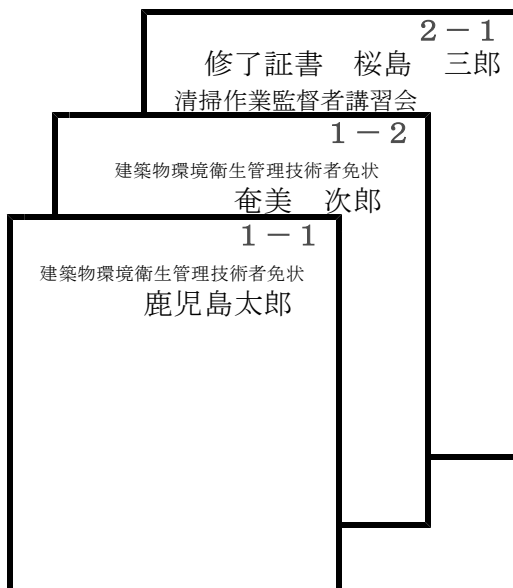 2－1
修了証書　桜島　三郎
清掃作業監督者講習会
1－2
建築物環境衛生管理技術者免状
奄美　次郎
1－1
建築物環境衛生管理技術者免状
鹿児島太郎